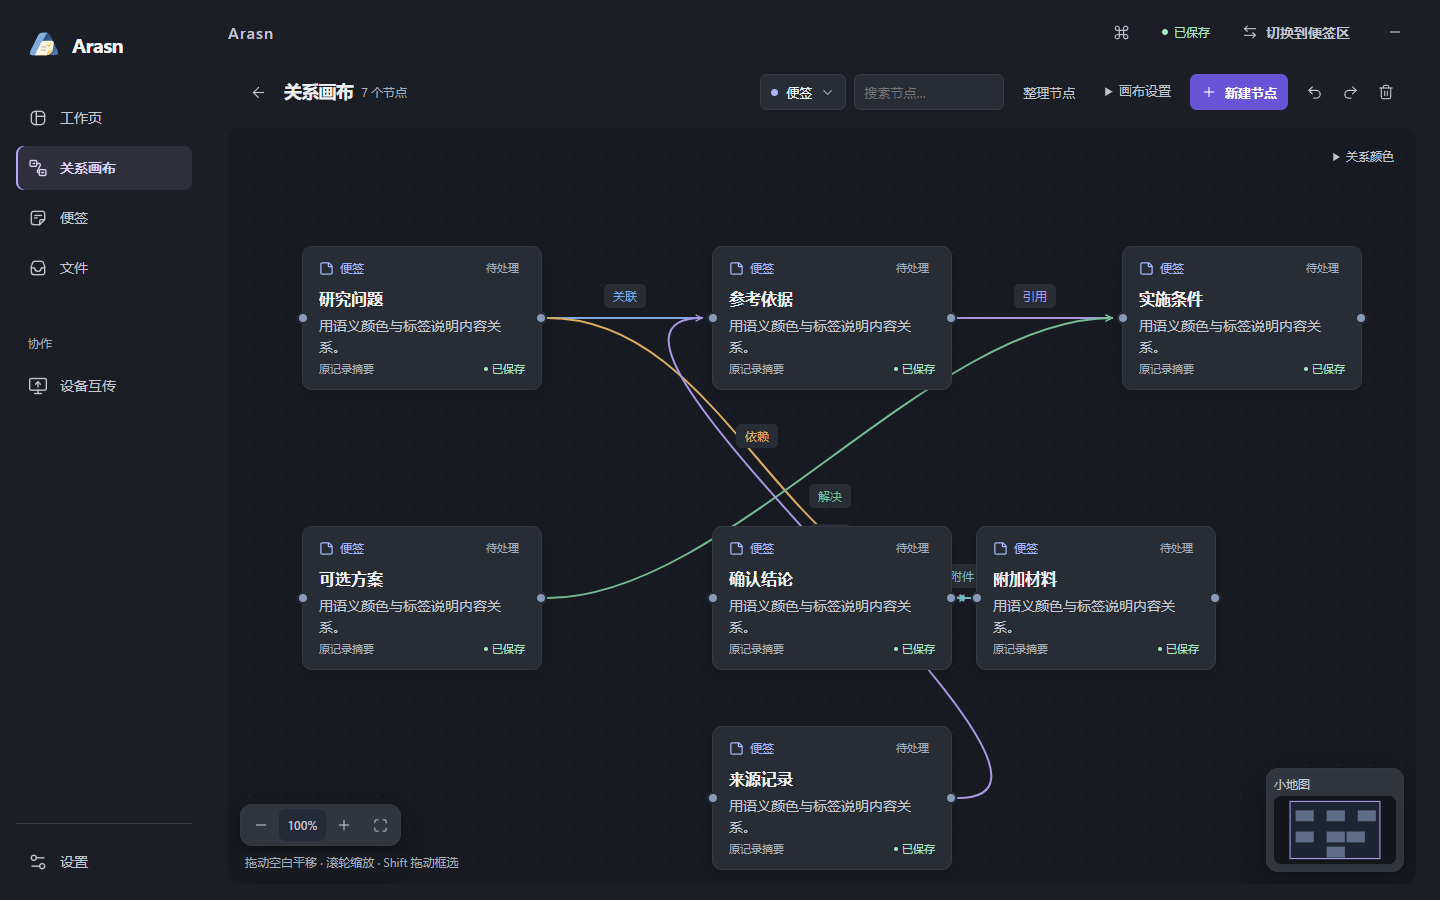 Arasn
工作页
关系画布
便签
文件
协作
设备互传
设置
Arasn
已保存
切换到便签区
关系画布 7 个节点
便签
搜索节点...
整理节点
画布设置
新建节点
关系颜色
便签 待处理
研究问题
用语义颜色与标签说明内容关
系。
原记录摘要 已保存
关联
便签 待处理
参考依据
用语义颜色与标签说明内容关
系。
原记录摘要 已保存
引用
便签 待处理
实施条件
用语义颜色与标签说明内容关
系。
原记录摘要 已保存
依赖
解决
便签 待处理
可选方案
用语义颜色与标签说明内容关
系。
原记录摘要 已保存
便签 待处理
确认结论
用语义颜色与标签说明内容关
系。
原记录摘要 已保存
附件
便签 待处理
附加材料
用语义颜色与标签说明内容关
系。
原记录摘要 已保存
便签 待处理
来源记录
用语义颜色与标签说明内容关
系。
原记录摘要 已保存
100%
拖动空白平移 · 滚轮缩放 · Shift 拖动框选
小地图